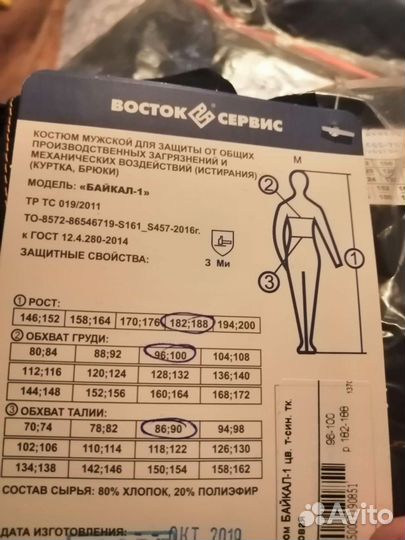 ВОСТОК СЕРВИС
КОСТЮМ МУЖСКОЙ ДЛЯ ЗАЩИТЫ ОТ ОБЩИХ
ПРОИЗВОДСТВЕННЫХ ЗАГРЯЗНЕНИЙ И
МЕХАНИЧЕСКИХ ВОЗДЕЙСТВИЙ (ИСТИРАНИЯ)
(КУРТКА, БРЮКИ)
МОДЕЛЬ: «БАЙКАЛ-1»
ТР ТС 019/2011
ТО-8572-86546719-S161_S457-2016г.
к ГОСТ 12.4.280-2014
ЗАЩИТНЫЕ СВОЙСТВА:
З Ми
М
2
1
3
1 РОСТ:
146;152 158;164 170;176 182;188 194;200
2 ОБХВАТ ГРУДИ:
80;84 88;92 96;100 104;108
112;116 120;124 128;132 136;140
144;148 152;156 160;164 168;172
3 ОБХВАТ ТАЛИИ:
70;74 78;82 86;90 94;98
102;106 110;114 118;122 126;130
134;138 142;146 150;154 158;162
СОСТАВ СЫРЬЯ: 80% ХЛОПОК, 20% ПОЛИЭФИР
ДАТА ИЗГОТОВЛЕНИЯ: ОКТ 2019
ом БАЙКАЛ-1 цв. т-син. тк.
96-100
р 182-188
Avito